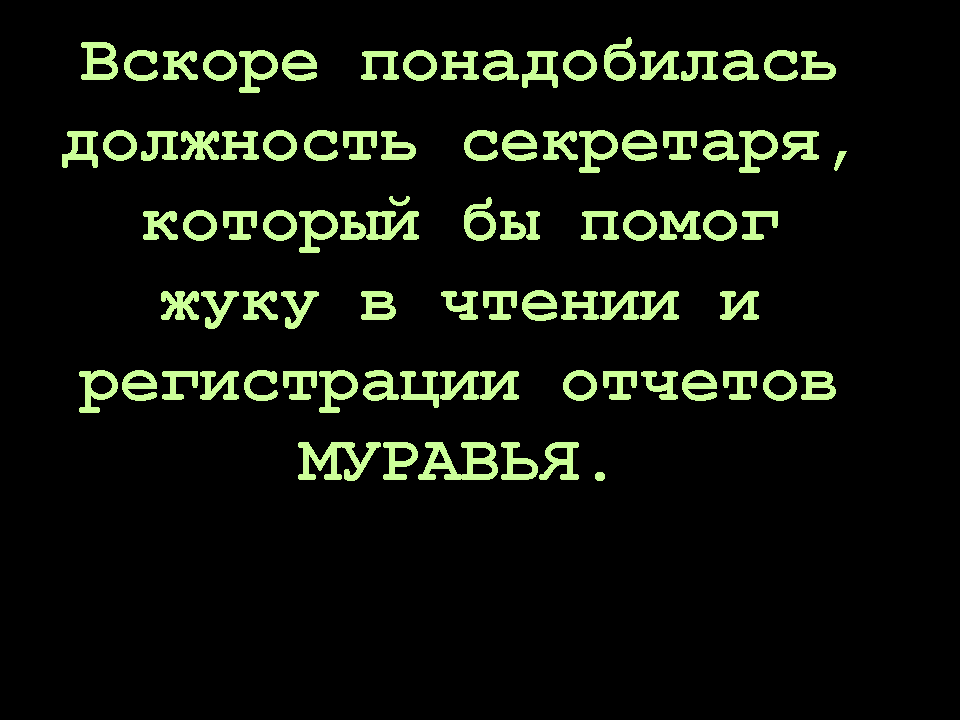 Вскоре понадобилась
должность секретаря,
который бы помог
жуку в чтении и
регистрации отчетов
МУРАВЬЯ.